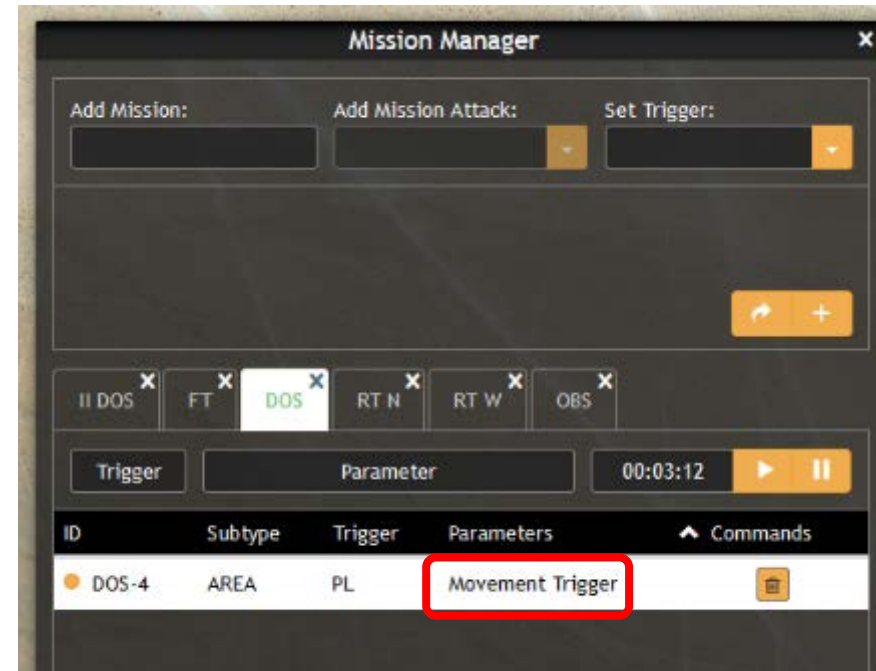 Mission Manager
Add Mission: Add Mission Attack: Set Trigger:
II DOS FT DOS RT N RT W OBS
Trigger Parameter 00:03:12
ID Subtype Trigger Parameters Commands
DOS-4 AREA PL Movement Trigger